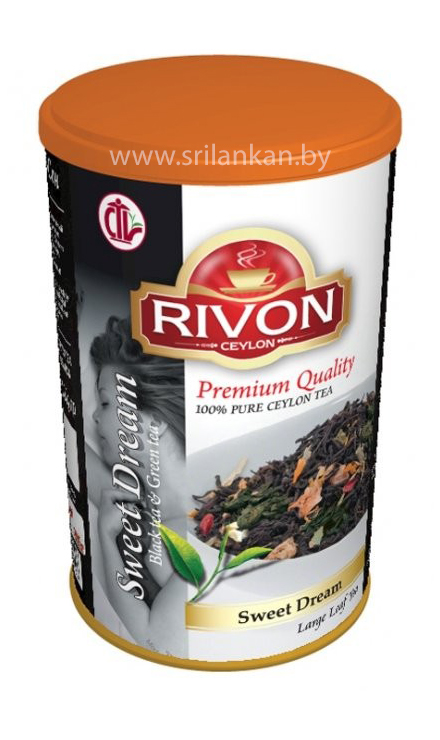 www.srilankan.by
CTL
RIVON
CEYLON
Premium Quality
100% PURE CEYLON TEA
Sweet Dream
Black tea & Green tea
Sweet Dream
Large Leaf